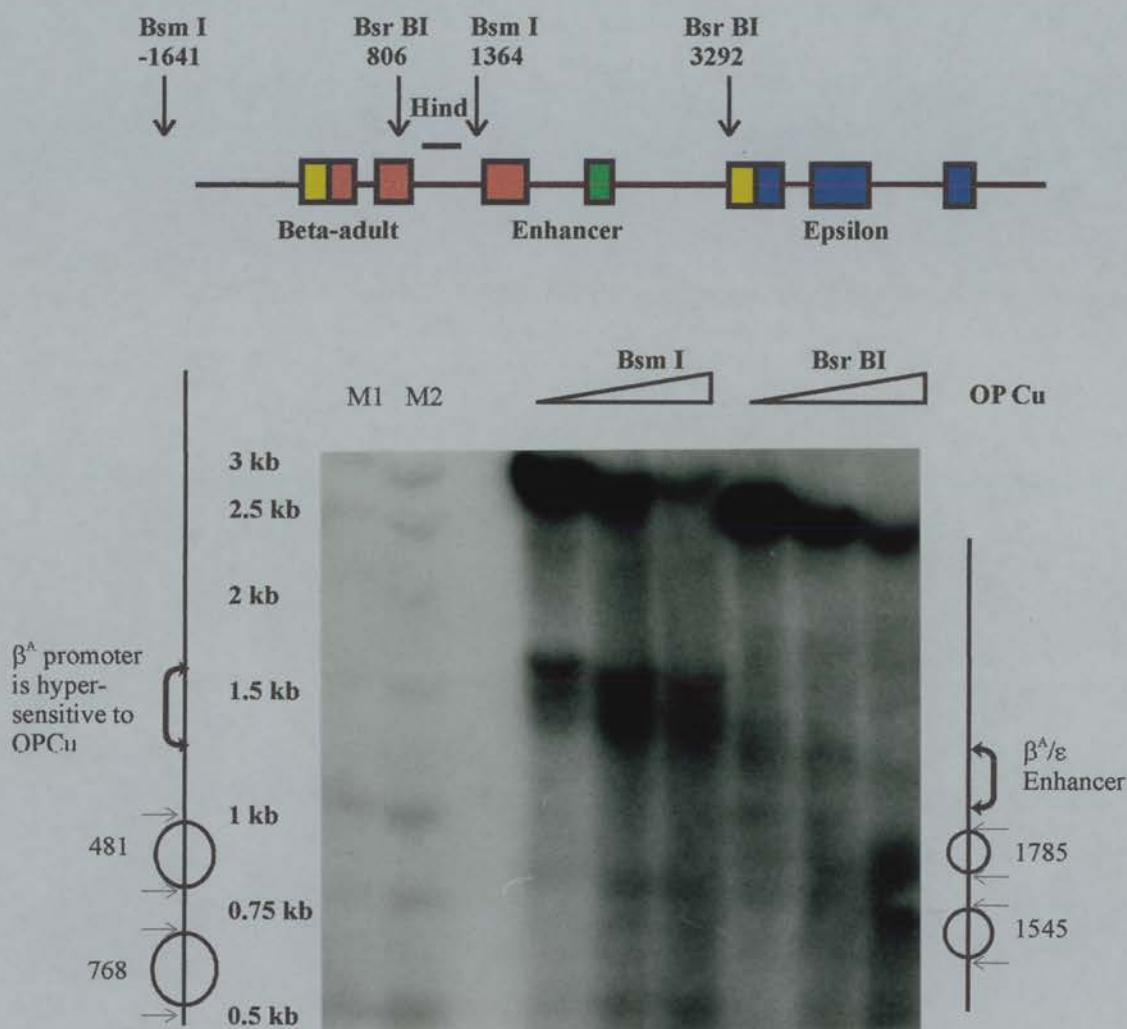 Bsm I Bsr BI Bsm I Bsr BI
-1641 806 1364 3292
Hind
Beta-adult Enhancer Epsilon
Bsm I Bsr BI
M1 M2 OP Cu
3 kb
2.5 kb
2 kb
β^A promoter
is hyper-
sensitive to
OPCu
1.5 kb
β^A/ε
Enhancer
1 kb
481
1785
0.75 kb
1545
768
0.5 kb